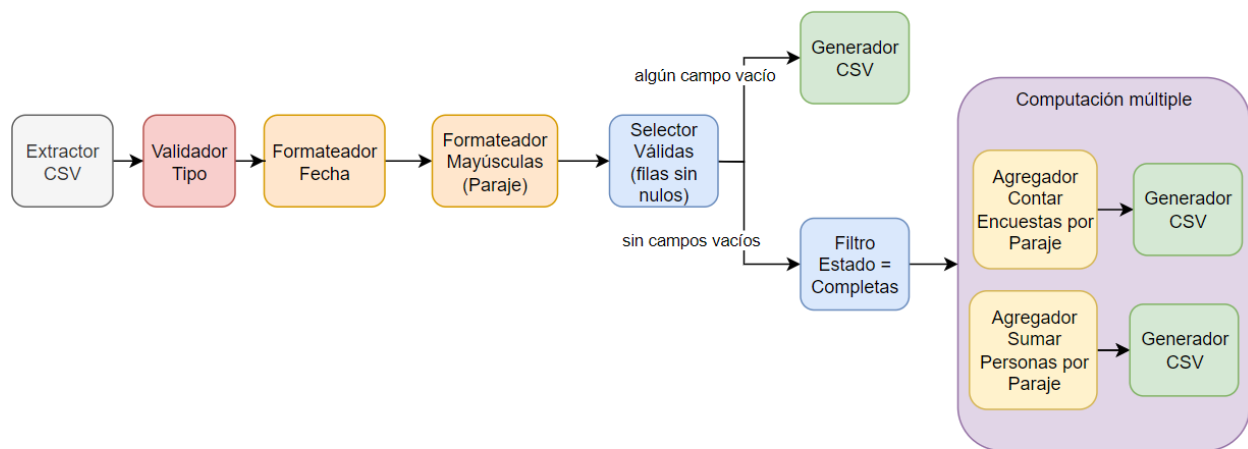 Extractor
CSV
Validador
Tipo
Formateador
Fecha
Formateador
Mayúsculas
(Paraje)
Selector
Válidas
(filas sin
nulos)
algún campo vacío
Generador
CSV
sin campos vacíos
Filtro
Estado =
Completas
Computación múltiple
Agregador
Contar
Encuestas por
Paraje
Generador
CSV
Agregador
Sumar
Personas por
Paraje
Generador
CSV